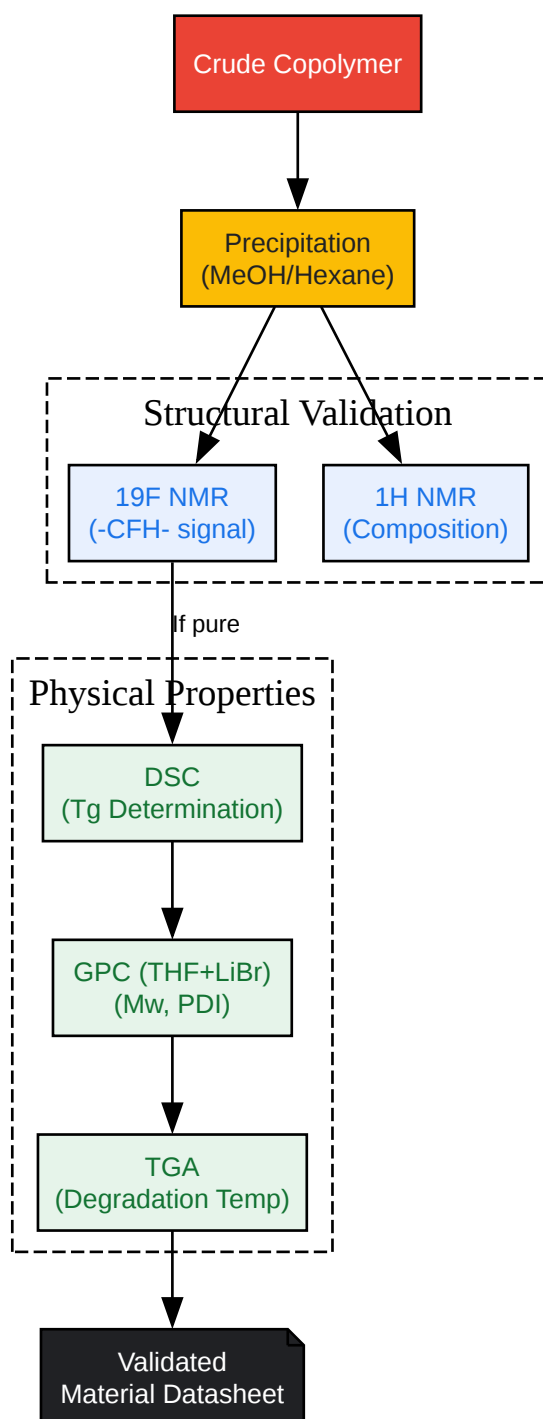 Crude Copolymer
Precipitation
(MeOH/Hexane)
Structural Validation
19F NMR
(-CFH- signal)
1H NMR
(Composition)
If pure
Physical Properties
DSC
(Tg Determination)
GPC (THF+LiBr)
(Mw, PDI)
TGA
(Degradation Temp)
Validated
Material Datasheet